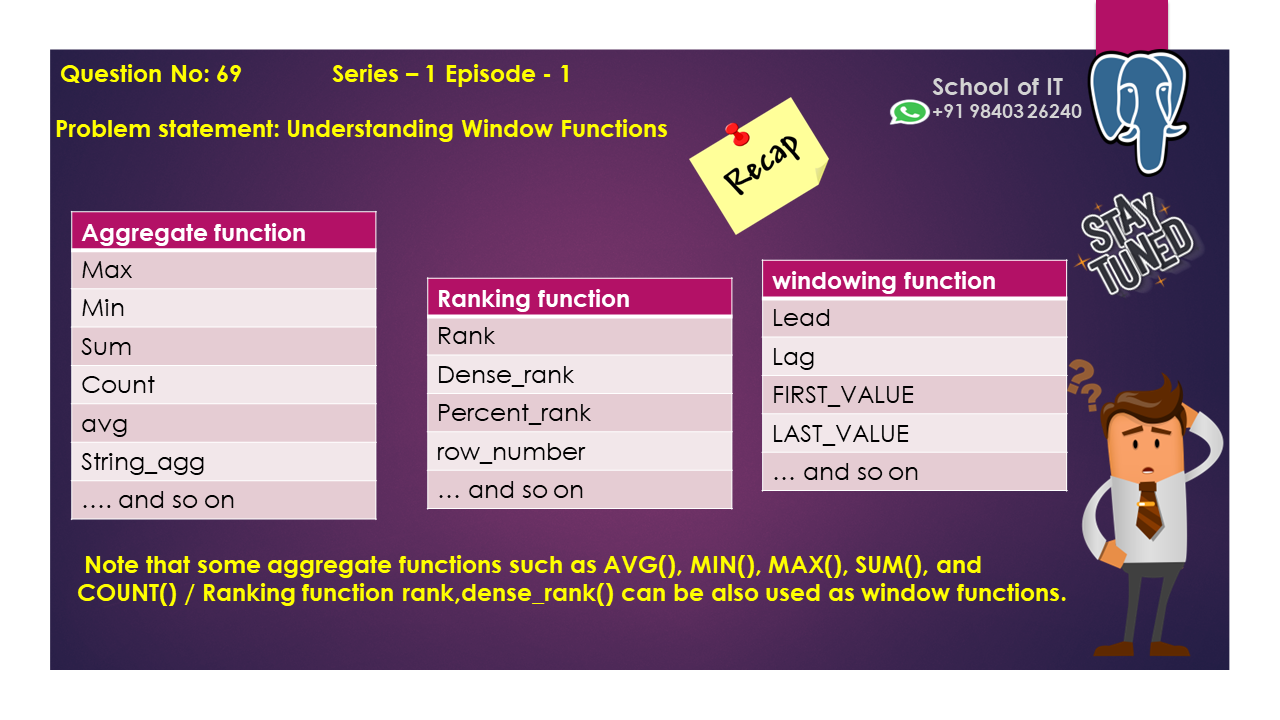 Question No: 69 Series – 1 Episode - 1
School of IT
+91 98403 26240
Problem statement: Understanding Window Functions
Recap
STAY
TUNED
Aggregate function
Max
Min
Sum
Count
avg
String_agg
…. and so on
Ranking function
Rank
Dense_rank
Percent_rank
row_number
… and so on
windowing function
Lead
Lag
FIRST_VALUE
LAST_VALUE
… and so on
??
Note that some aggregate functions such as AVG(), MIN(), MAX(), SUM(), and
COUNT() / Ranking function rank,dense_rank() can be also used as window functions.